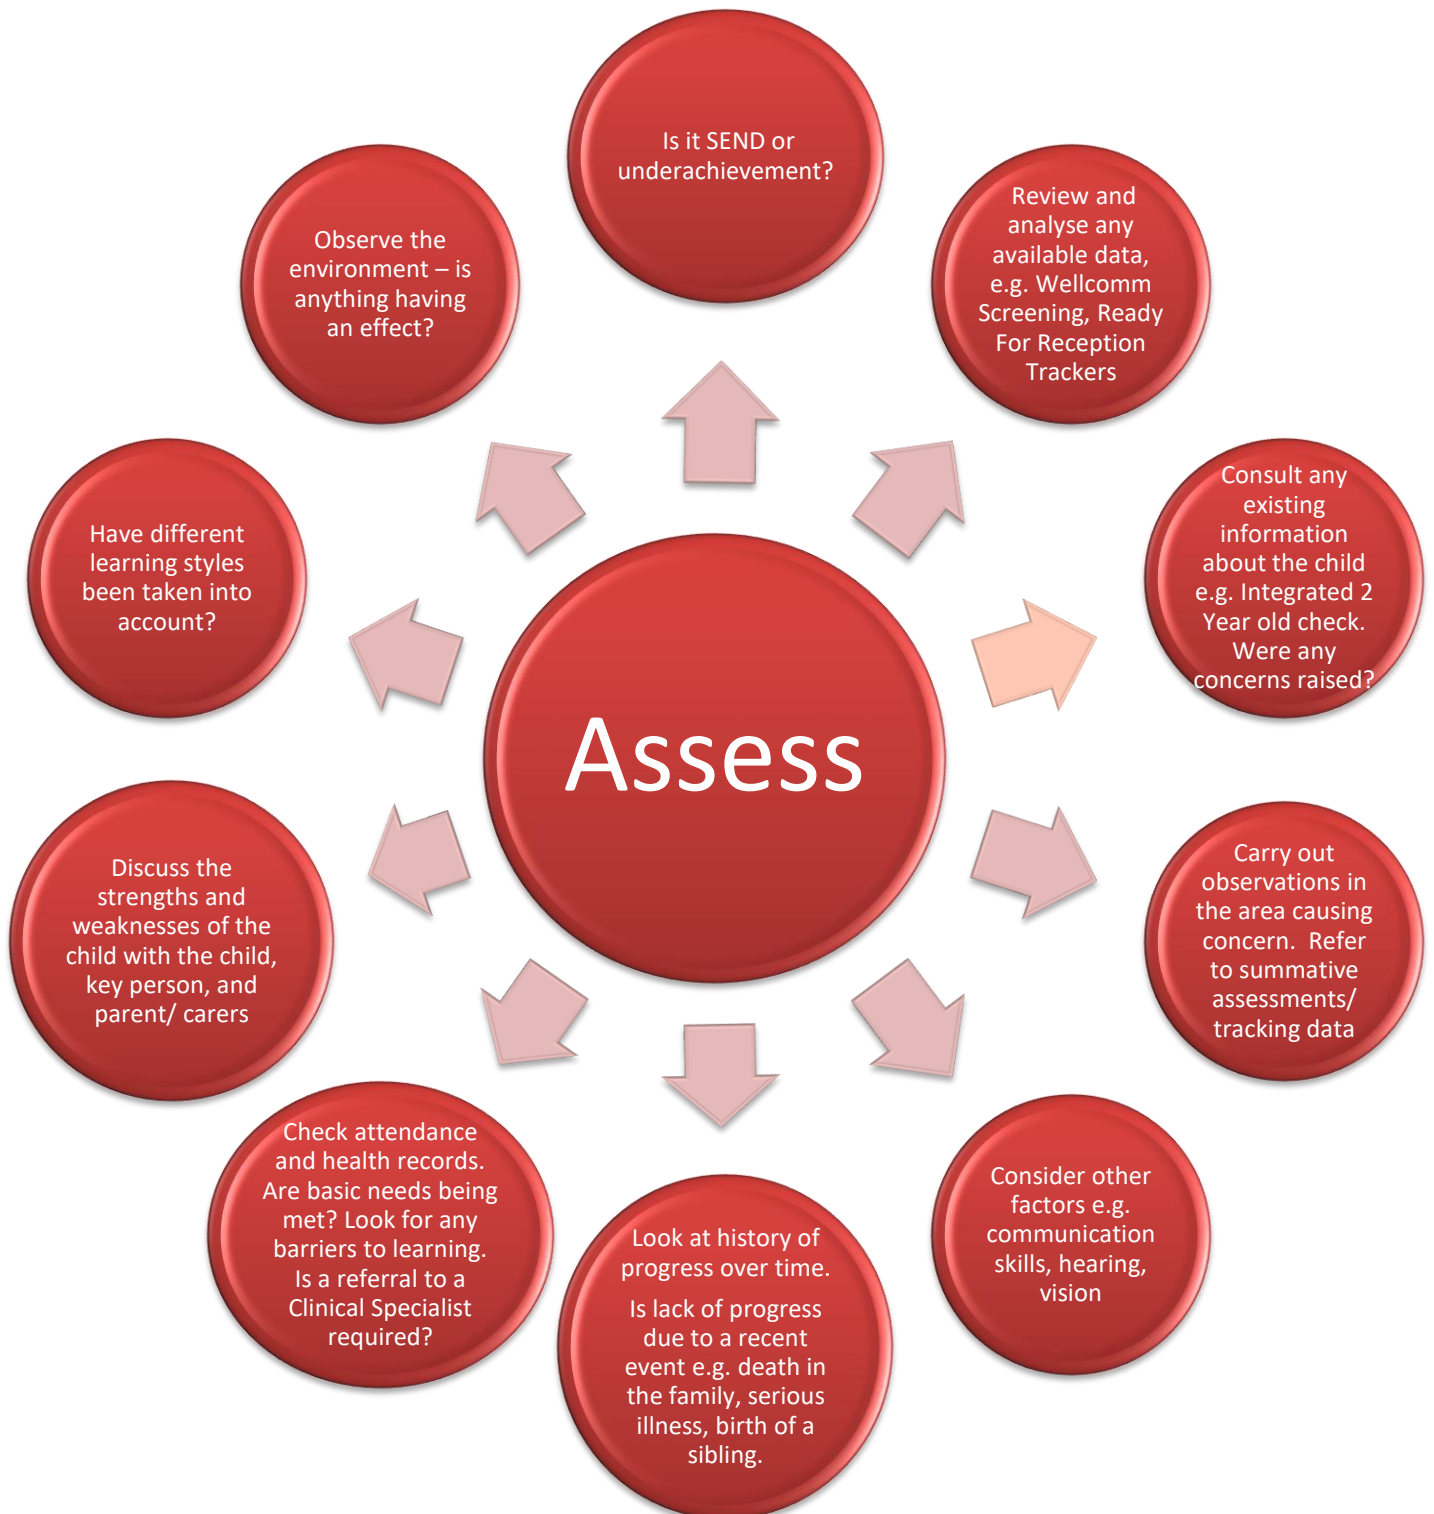 Is it SEND or
underachievement?
Review and
analyse any
available data,
e.g. Wellcomm
Screening, Ready
For Reception
Trackers
Consult any
existing
information
about the child
e.g. Integrated 2
Year old check.
Were any
concerns raised?
Carry out
observations in
the area causing
concern.  Refer
to summative
assessments/
tracking data
Consider other
factors e.g.
communication
skills, hearing,
vision
Look at history of
progress over time.
Is lack of progress
due to a recent
event e.g. death in
the family, serious
illness, birth of a
sibling.
Check attendance
and health records.
Are basic needs being
met? Look for any
barriers to learning.
Is a referral to a
Clinical Specialist
required?
Discuss the
strengths and
weaknesses of the
child with the child,
key person, and
parent/ carers
Have different
learning styles
been taken into
account?
Observe the
environment – is
anything having
an effect?
Assess